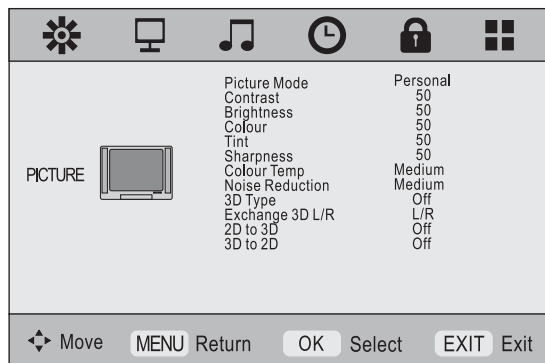 Picture Mode Personal
Contrast 50
Brightness 50
Colour 50
Tint 50
Sharpness 50
PICTURE
Colour Temp Medium
Noise Reduction Medium
3D Type Off
Exchange 3D L/R L/R
2D to 3D Off
3D to 2D Off
Move MENU Return OK Select EXIT Exit